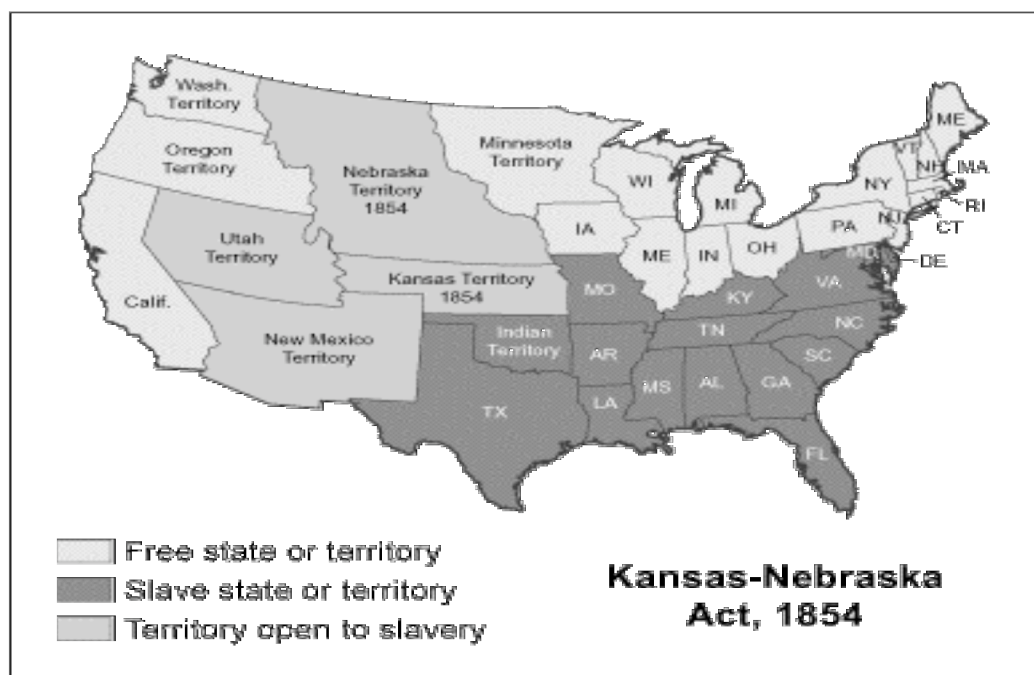 Wash.
Territory
Oregon
Territory
Calif.
Nebraska
Territory
1854
Utah
Territory
Kansas Territory
1854
New Mexico
Territory
Minnesota
Territory
WI
MI
IA
ME
IN
OH
PA
NY
VT
NH
ME
MA
RI
CT
NJ
DE
MD
VA
MO
KY
NC
TN
SC
Indian
Territory
AR
MS
AL
GA
LA
TX
FL
Free state or territory
Slave state or territory
Territory open to slavery
Kansas-Nebraska
Act, 1854